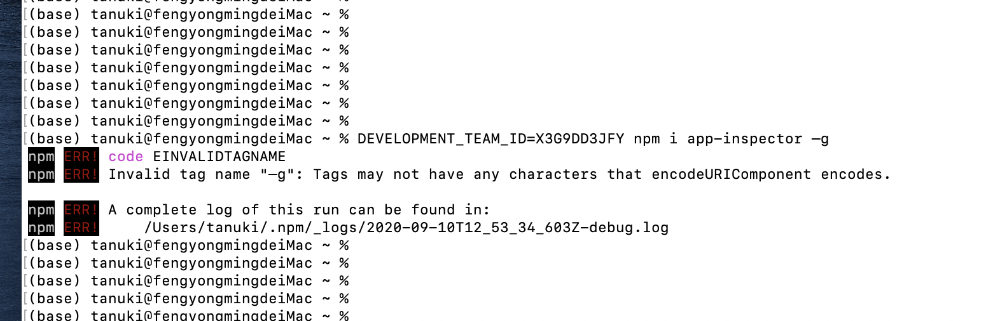 [(base) tanuki@fengyongmingdeiMac ~ %
[(base) tanuki@fengyongmingdeiMac ~ %
[(base) tanuki@fengyongmingdeiMac ~ %
[(base) tanuki@fengyongmingdeiMac ~ %
[(base) tanuki@fengyongmingdeiMac ~ %
[(base) tanuki@fengyongmingdeiMac ~ %
[(base) tanuki@fengyongmingdeiMac ~ %
[(base) tanuki@fengyongmingdeiMac ~ %
[(base) tanuki@fengyongmingdeiMac ~ % DEVELOPMENT_TEAM_ID=X3G9DD3JFY npm i app-inspector —g
npm ERR! code EINVALIDTAGNAME
npm ERR! Invalid tag name "—g": Tags may not have any characters that encodeURIComponent encodes.
npm ERR! A complete log of this run can be found in:
npm ERR!     /Users/tanuki/.npm/_logs/2020-09-10T12_53_34_603Z-debug.log
[(base) tanuki@fengyongmingdeiMac ~ %
[(base) tanuki@fengyongmingdeiMac ~ %
[(base) tanuki@fengyongmingdeiMac ~ %
[(base) tanuki@fengyongmingdeiMac ~ %
[(base) tanuki@fengyongmingdeiMac ~ %